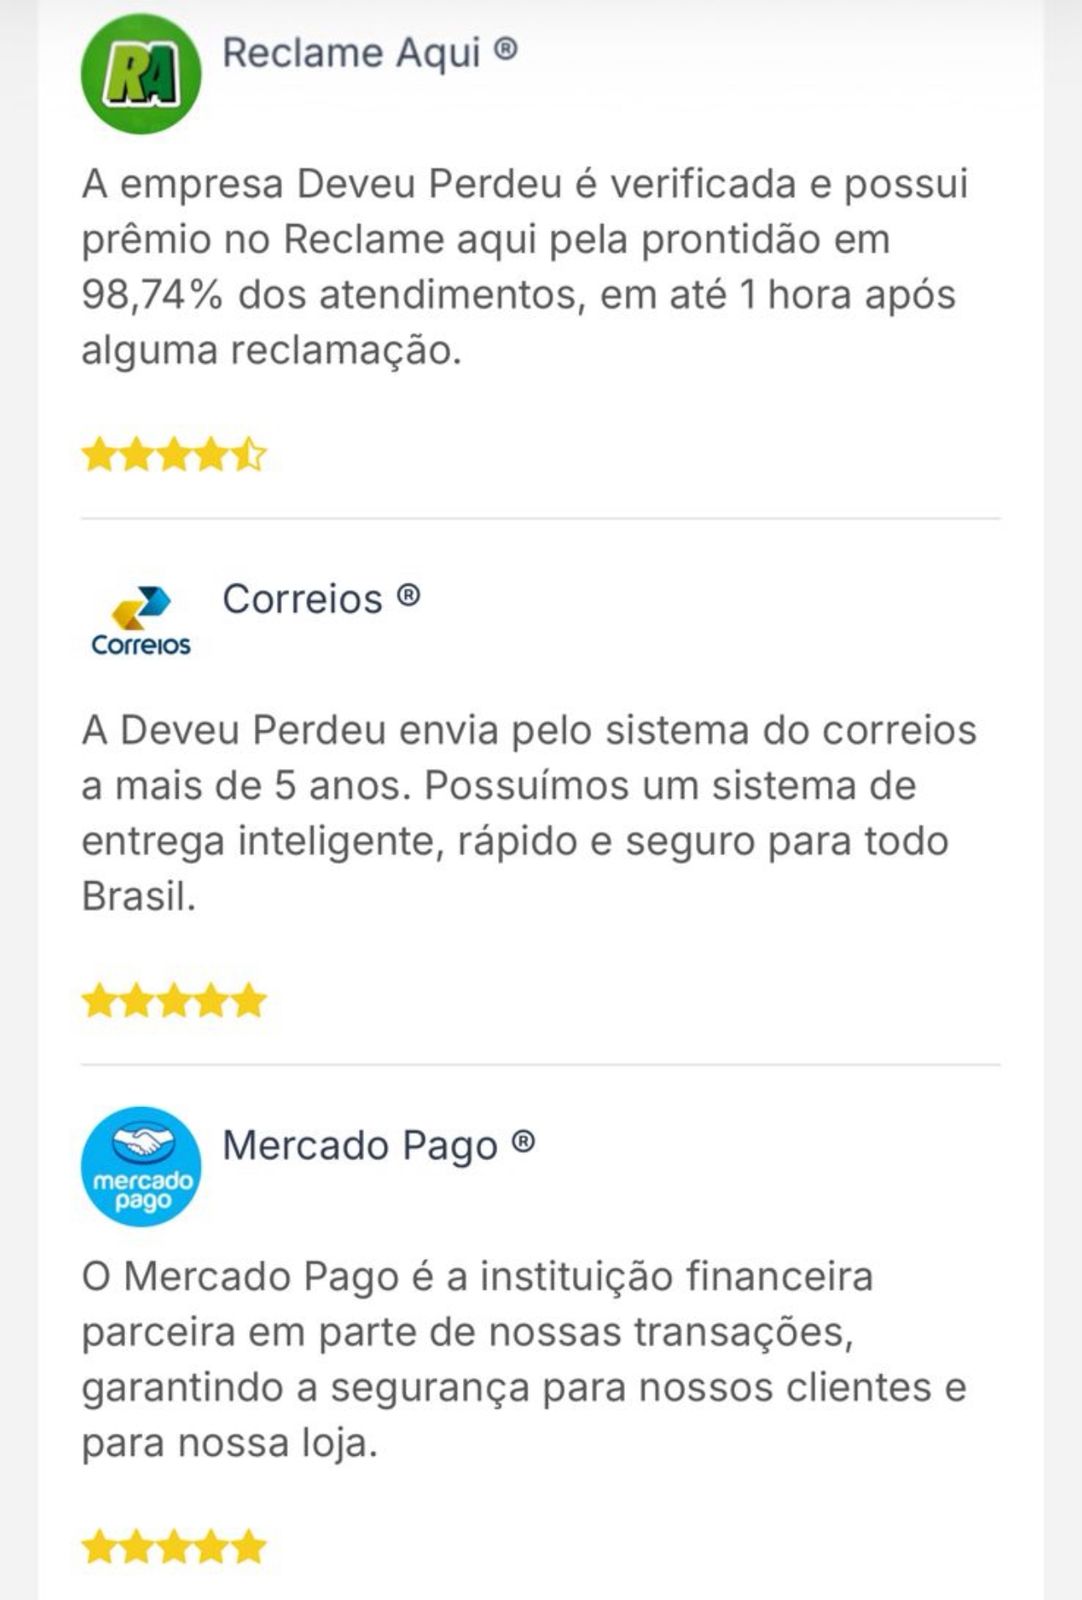 RA
Reclame Aqui ®
A empresa Deveu Perdeu é verificada e possui
prêmio no Reclame aqui pela prontidão em
98,74% dos atendimentos, em até 1 hora após
alguma reclamação.
Correios
Correios ®
A Deveu Perdeu envia pelo sistema do correios
a mais de 5 anos. Possuímos um sistema de
entrega inteligente, rápido e seguro para todo
Brasil.
mercado
pago
Mercado Pago ®
O Mercado Pago é a instituição financeira
parceira em parte de nossas transações,
garantindo a segurança para nossos clientes e
para nossa loja.